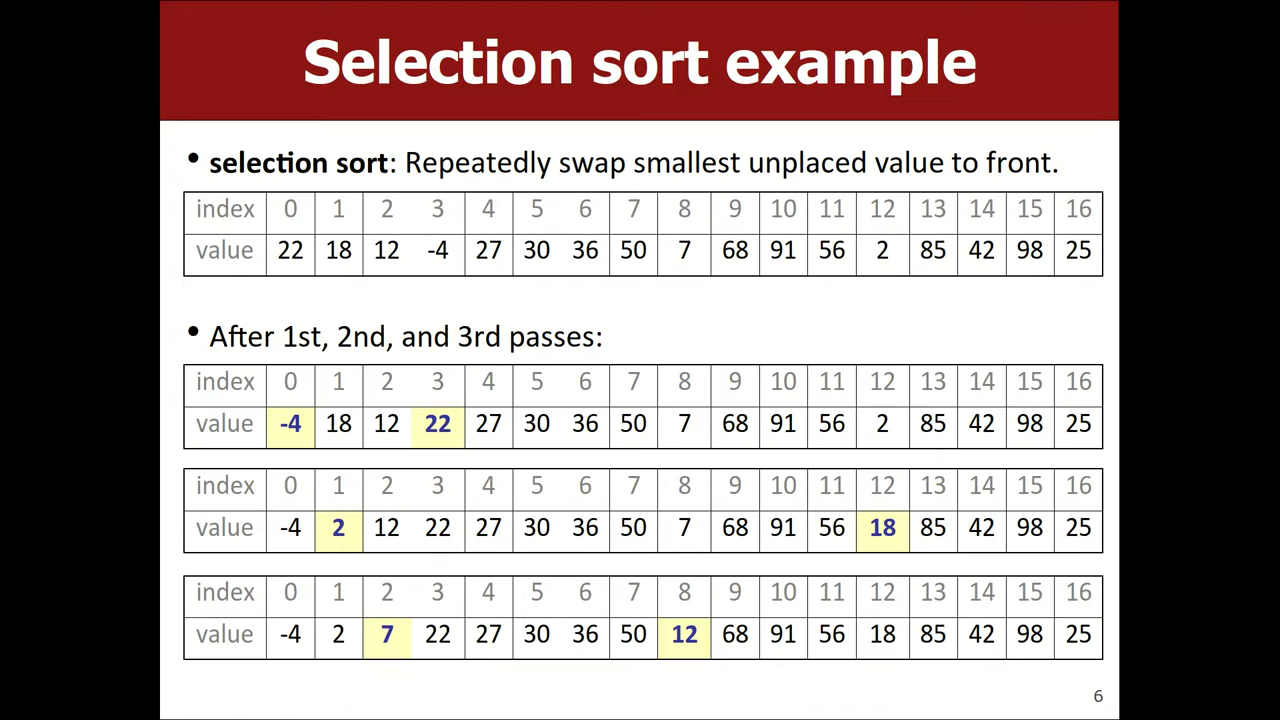 Selection sort example
• selection sort: Repeatedly swap smallest unplaced value to front.
index 0 1 2 3 4 5 6 7 8 9 10 11 12 13 14 15 16
value 22 18 12 -4 27 30 36 50 7 68 91 56 2 85 42 98 25
• After 1st, 2nd, and 3rd passes:
index 0 1 2 3 4 5 6 7 8 9 10 11 12 13 14 15 16
value -4 18 12 22 27 30 36 50 7 68 91 56 2 85 42 98 25
index 0 1 2 3 4 5 6 7 8 9 10 11 12 13 14 15 16
value -4 2 12 22 27 30 36 50 7 68 91 56 18 85 42 98 25
index 0 1 2 3 4 5 6 7 8 9 10 11 12 13 14 15 16
value -4 2 7 22 27 30 36 50 12 68 91 56 18 85 42 98 25
6